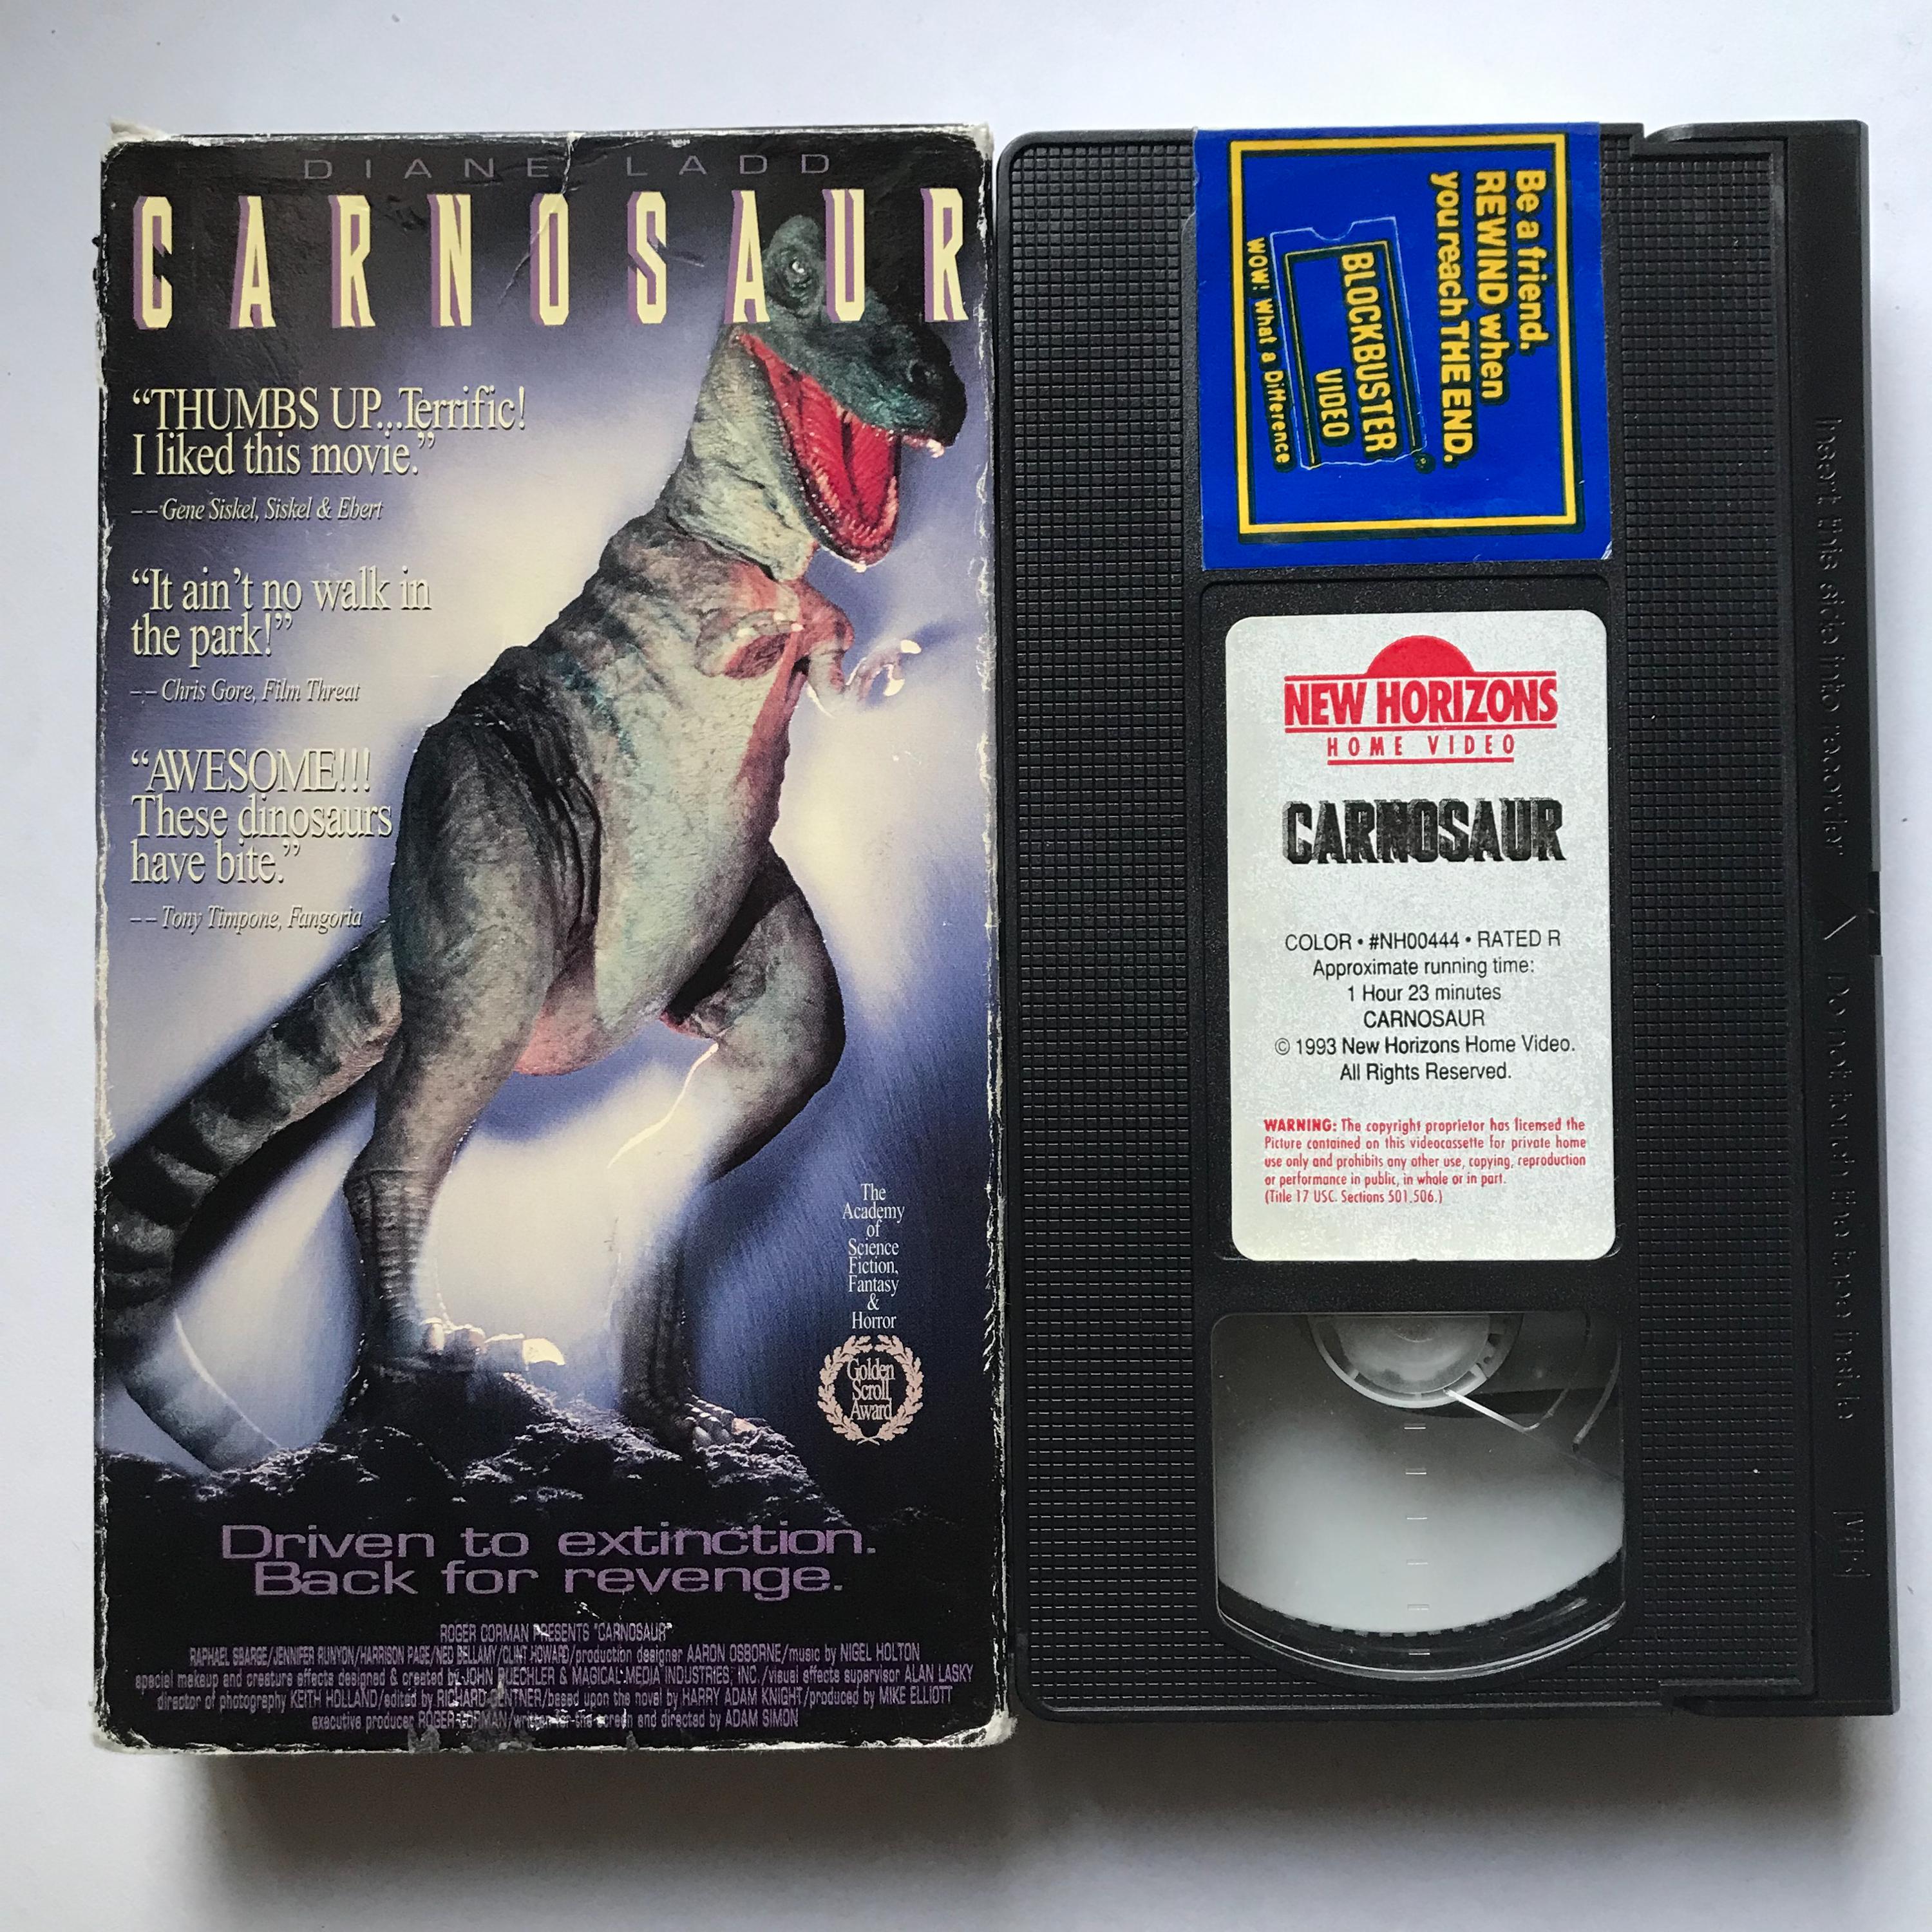 DIANE LADD
CARNOSAUR
“THUMBS UP...Terrific!
I liked this movie.”
--Gene Siskel, Siskel & Ebert
“It ain’t no walk in
the park!”
-- Chris Gore, Film Threat
“AWESOME!!!
These dinosaurs
have bite.”
-- Tony Timpone, Fangoria
The
Academy
of
Science
Fiction,
Fantasy
&
Horror
Golden
Scroll
Award
Driven to extinction.
Back for revenge.
ROGER CORMAN PRESENTS "CARNOSAUR"
RAPHAEL SBARGE/JENNIFER RUNYON/HARRISON PAGE/NED BELLAMY/CLINT HOWARD/production designer AARON OSBORNE/music by NIGEL HOLTON
special makeup and creature effects designed & created by JOHN BUECHLER & MAGICAL MEDIA INDUSTRIES, INC./visual effects supervisor ALAN LASKY
director of photography KEITH HOLLAND/edited by RICHARD GENTNER/based upon the novel by HARRY ADAM KNIGHT/produced by MIKE ELLIOTT
executive producer ROGER CORMAN/written for the screen and directed by ADAM SIMON
Be a friend.
REWIND when
you reach THE END.
BLOCKBUSTER
VIDEO
WOW! What a Difference
NEW HORIZONS
HOME VIDEO
CARNOSAUR
COLOR • #NH00444 • RATED R
Approximate running time:
1 Hour 23 minutes
CARNOSAUR
© 1993 New Horizons Home Video.
All Rights Reserved.
WARNING: The copyright proprietor has licensed the
Picture contained on this videocassette for private home
use only and prohibits any other use, copying, reproduction
or performance in public, in whole or in part.
(Title 17 USC. Sections 501,506.)
Insert this side into recorder △ Do not touch the tape inside